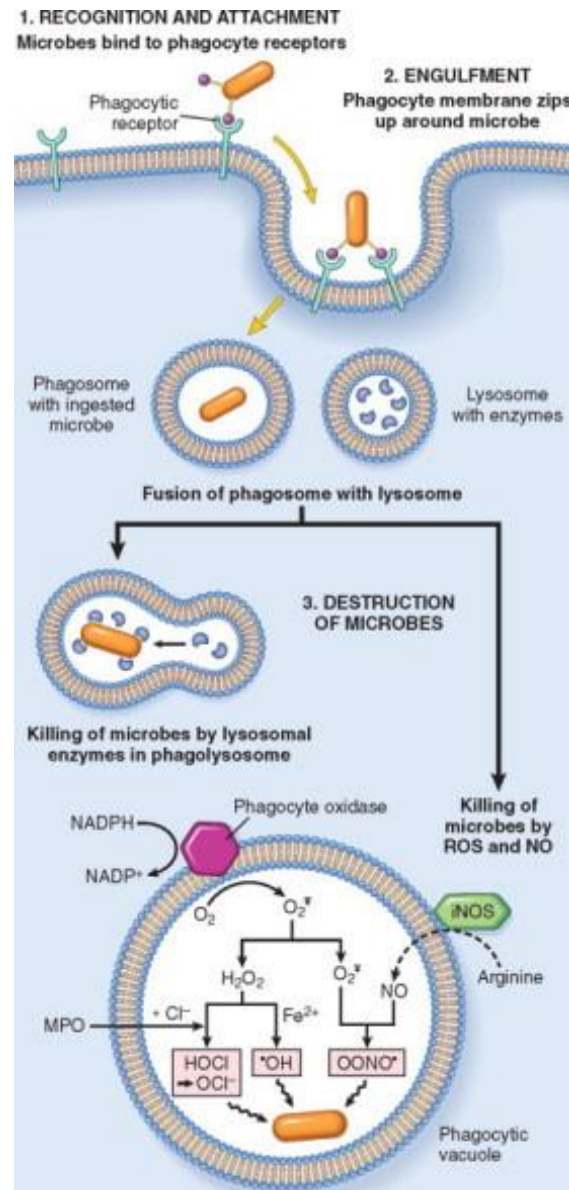 1. RECOGNITION AND ATTACHMENT
Microbes bind to phagocyte receptors
Phagocytic
receptor
2. ENGULFMENT
Phagocyte membrane zips
up around microbe
Phagosome
with ingested
microbe
Lysosome
with enzymes
Fusion of phagosome with lysosome
3. DESTRUCTION
OF MICROBES
Killing of microbes by lysosomal
enzymes in phagolysosome
Killing of
microbes by
ROS and NO
Phagocyte oxidase
NADPH
NADP⁺
O₂
O₂
iNOS
Arginine
H₂O₂
O₂
NO
MPO
+ Cl⁻
Fe²⁺
HOCl
➞OCl⁻
•OH
OONO•
Phagocytic
vacuole